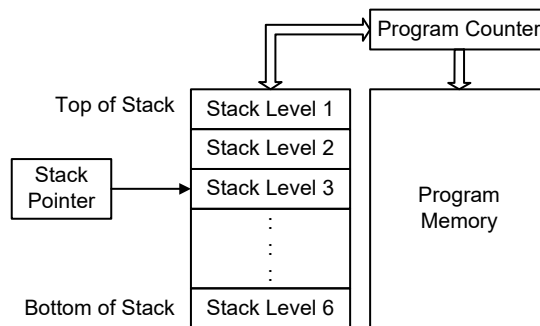 Program Counter
Top of Stack
Stack Level 1
Stack Level 2
Stack
Pointer
Stack Level 3
Program
Memory
:
:
:
Bottom of Stack
Stack Level 6